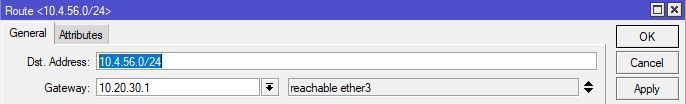 Route <10.4.56.0/24>
General Attributes OK
Dst. Address: 10.4.56.0/24 Cancel
Gateway: 10.20.30.1 reachable ether3 Apply